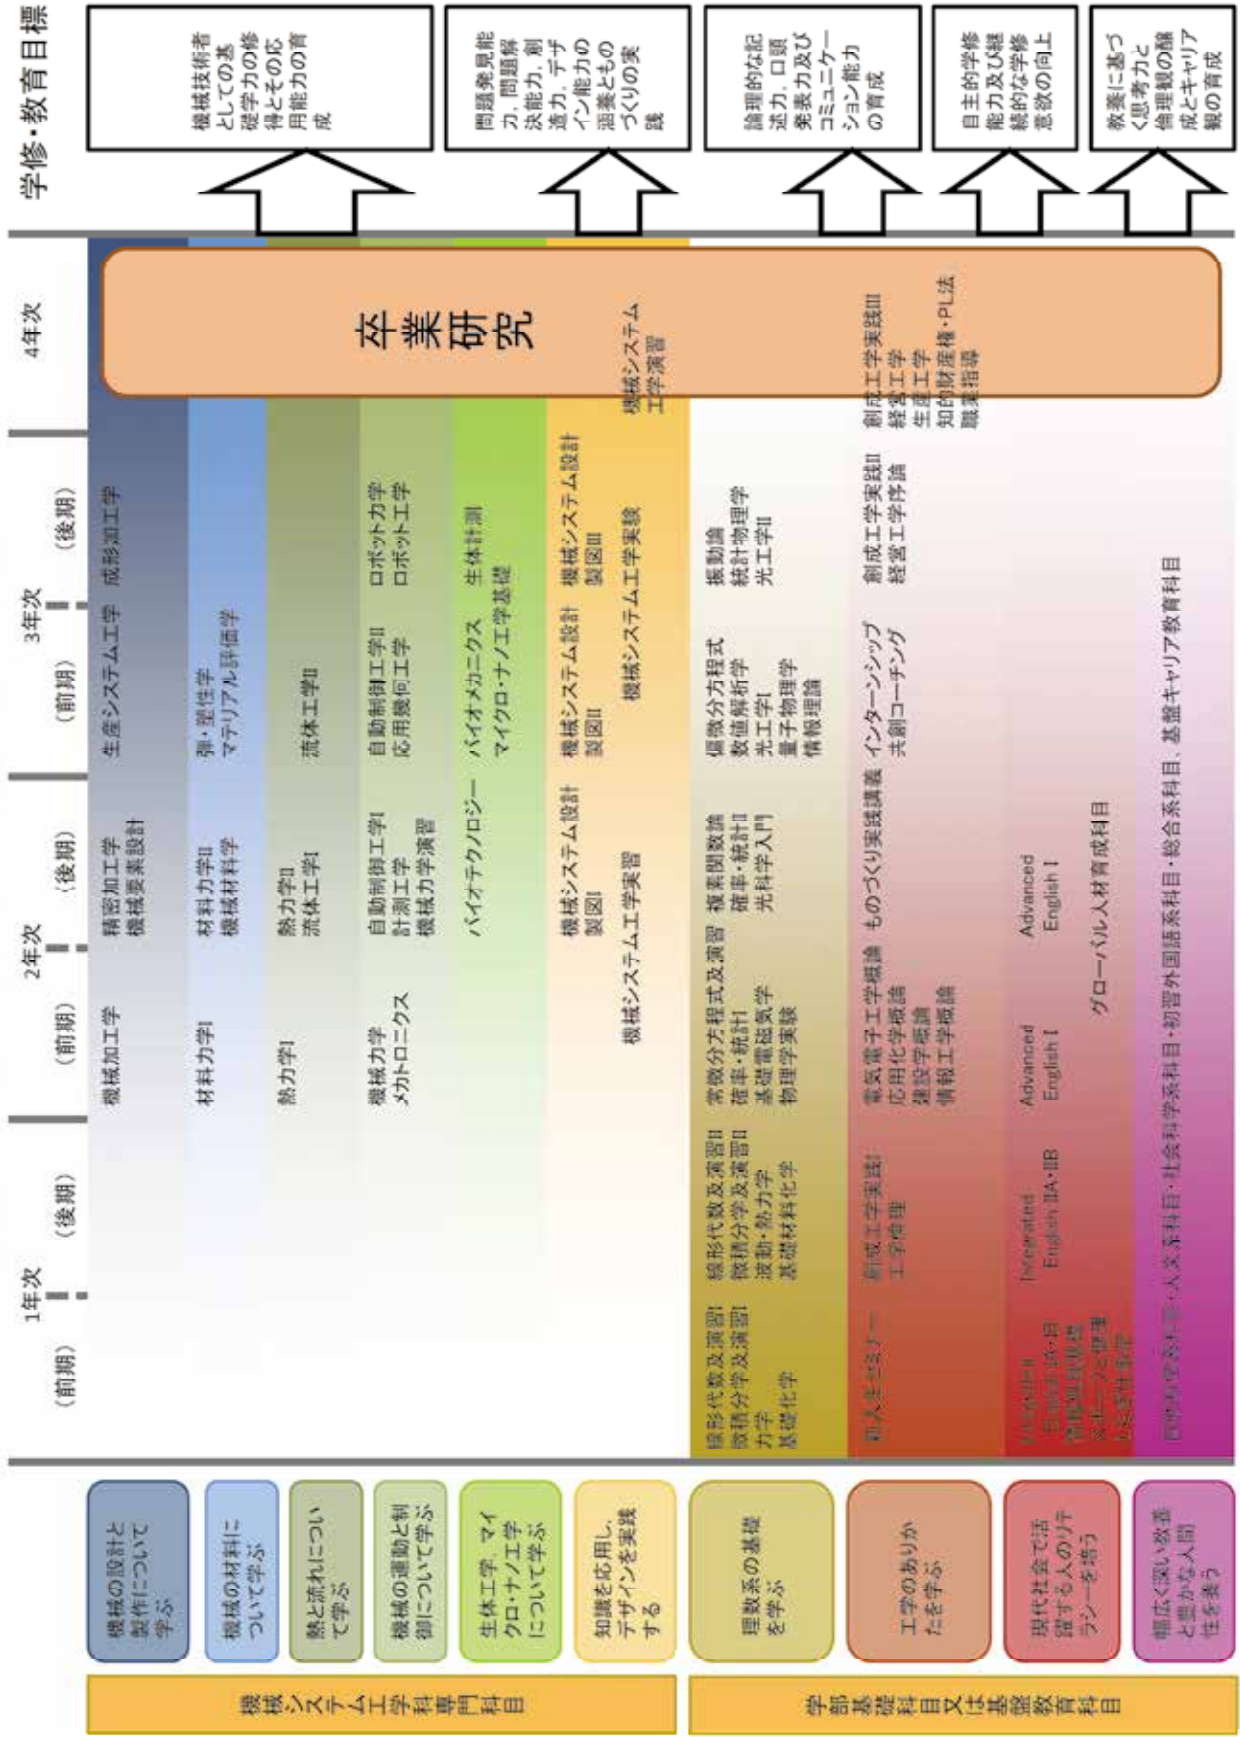 学修・教育目標
1年次
2年次
3年次
4年次
(前期)
(後期)
(前期)
(後期)
(前期)
(後期)
機械システム工学科専門科目
機械の設計と
製作について
学ぶ
機械加工学
精密加工学
機械要素設計
生産システム工学
成形加工学
機械の材料に
ついて学ぶ
材料力学I
材料力学II
機械材料学
弾・塑性学
マテリアル評価学
熱と流れについ
て学ぶ
熱力学I
熱力学II
流体工学I
流体工学II
機械の運動と制
御について学ぶ
機械力学
メカトロニクス
自動制御工学I
計測工学
機械力学演習
自動制御工学II
応用幾何工学
ロボット力学
ロボット工学
生体工学、マイ
クロ・ナノ工学
について学ぶ
バイオテクノロジー
バイオメカニクス
生体計測
マイクロ・ナノ工学基礎
知識を応用し、
デザインを実践
する
機械システム設計
製図I
機械システム設計
製図II
機械システム設計
製図III
機械システム工学実習
機械システム工学実験
機械システム
工学演習
卒業研究
学部基礎科目又は基盤教育科目
理数系の基礎
を学ぶ
線形代数及演習I
微積分学及演習I
力学
基礎化学
線形代数及演習II
微積分学及演習II
波動・熱力学
基礎材料化学
常微分方程式及演習
確率・統計I
基礎電磁気学
物理学実験
複素関数論
確率・統計II
光科学入門
偏微分方程式
数値解析学
光工学I
量子物理学
情報理論
振動論
統計物理学
光工学II
工学のありか
たを学ぶ
新入生セミナー
創成工学実践I
工学倫理
電気電子工学概論
応用化学概論
建設学概論
情報工学概論
ものづくり実践講義
インターンシップ
共創コーチング
創成工学実践II
経営工学序論
創成工学実践III
経営工学
生産工学
知的財産権・PL法
職業指導
現代社会で活
躍する人のリテ
ラシーを培う
Integrated
English IA・IB
情報処理基礎
スポーツと健康
とちぎ仕事学
Integrated
English IIA・IIB
Advanced
English I
Advanced
English I
グローバル人材育成科目
幅広く深い教養
と豊かな人間
性を養う
人文系科目・社会科学系科目・初習外国語系科目・総合系科目、基盤キャリア教育科目
機械技術者
としての基
礎学力の修
得とその応
用能力の育
成
問題発見能
力、問題解
決能力、創
造力、デザ
イン能力の
涵養ともの
づくりの実
践
論理的な記
述力、口頭
発表力及び
コミュニケー
ション能力
の育成
自主的学修
能力及び継
続的な学修
意欲の向上
教養に基づ
く思考力と
倫理観の醸
成とキャリア
観の育成